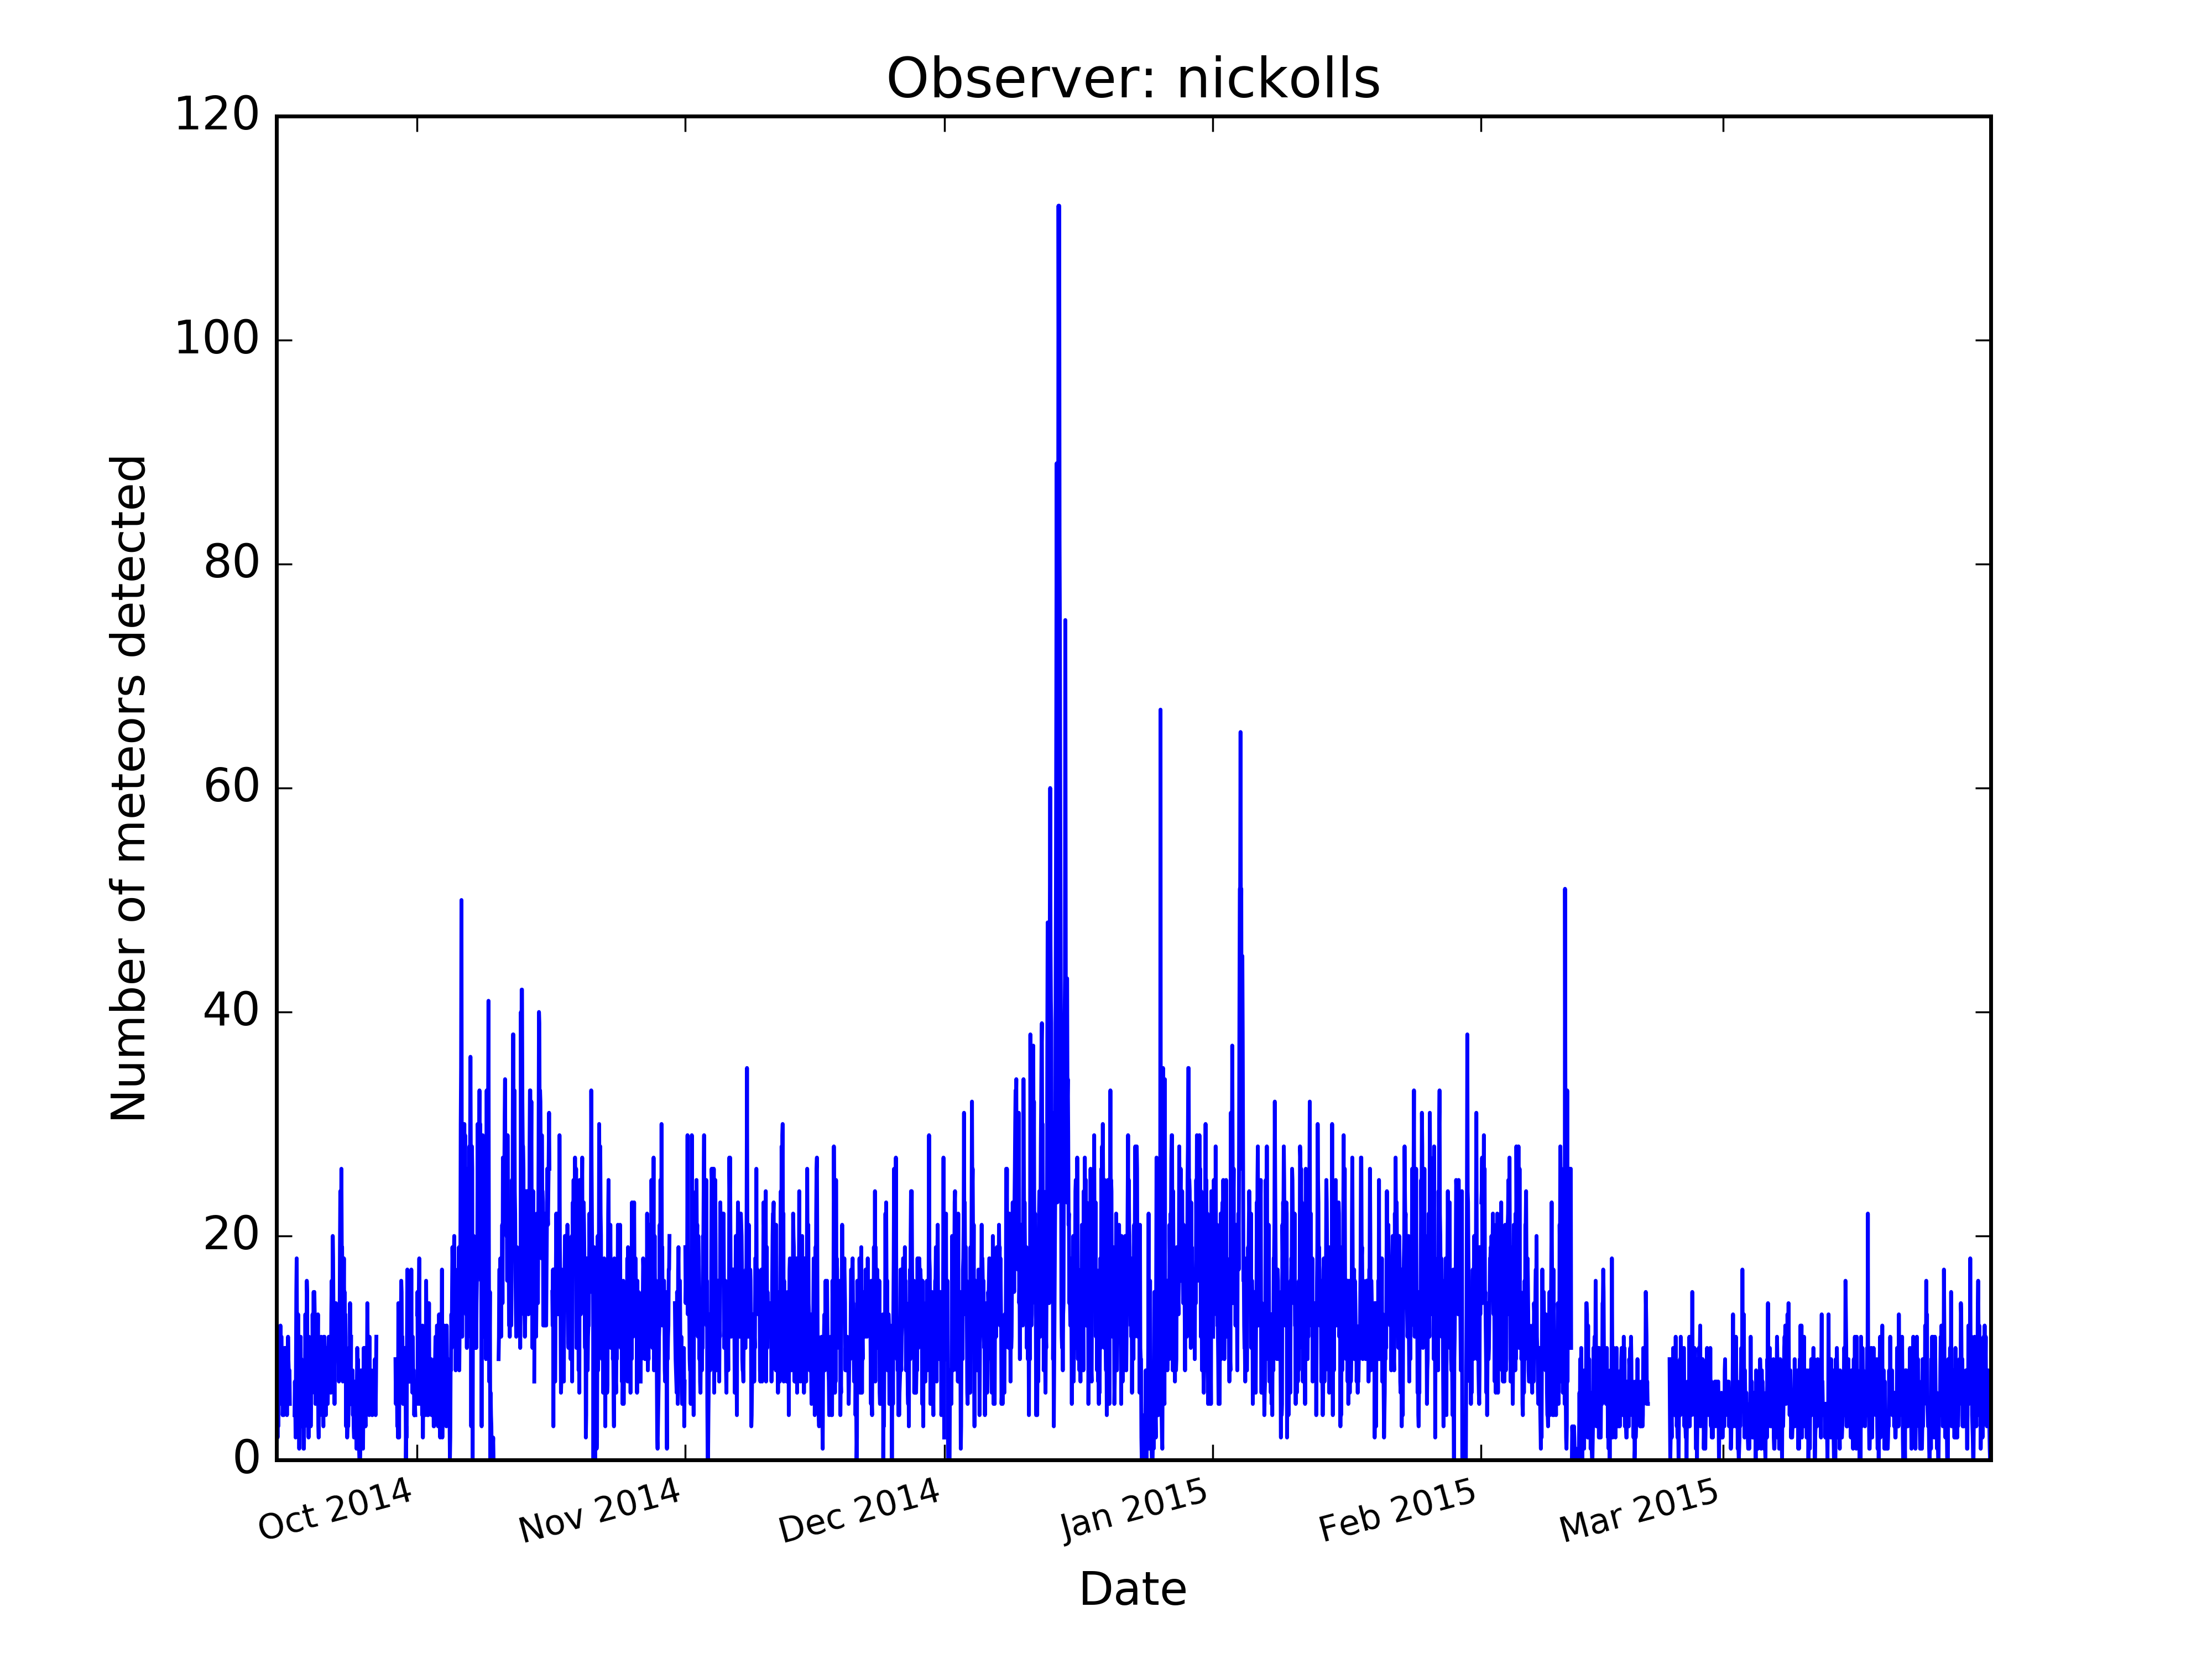 Observer: nickolls
120
100
80
60
40
20
0
Number of meteors detected
Oct 2014
Nov 2014
Dec 2014
Jan 2015
Feb 2015
Mar 2015
Date